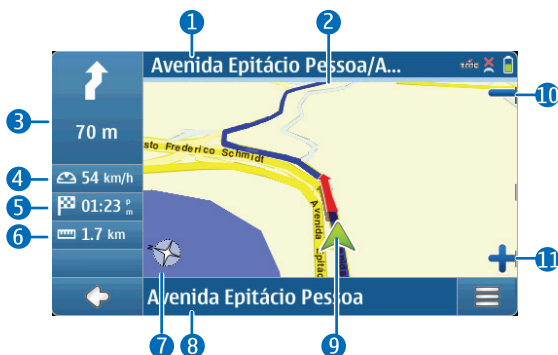 1
2
Avenida Epitácio Pessoa/A...
10
3
70 m
sto Frederico Schmidt
4
54 km/h
5
01:23 pm
6
1.7 km
Avenida
pitac
11
Avenida Epitácio Pessoa
7
8
9